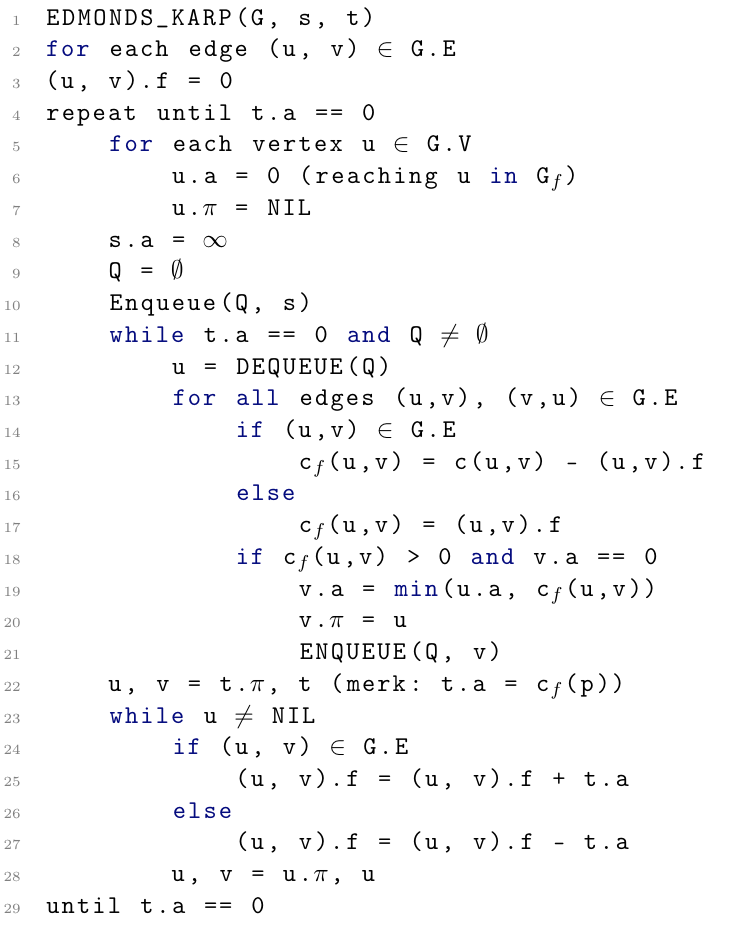 1 EDMONDS_KARP(G, s, t)
2 for each edge (u, v) ∈ G.E
3 (u, v).f = 0
4 repeat until t.a == 0
5     for each vertex u ∈ G.V
6         u.a = 0 (reaching u in G_f)
7         u.π = NIL
8     s.a = ∞
9     Q = ∅
10     Enqueue(Q, s)
11     while t.a == 0 and Q ≠ ∅
12         u = DEQUEUE(Q)
13         for all edges (u,v), (v,u) ∈ G.E
14             if (u,v) ∈ G.E
15                 c_f(u,v) = c(u,v) - (u,v).f
16             else
17                 c_f(u,v) = (u,v).f
18             if c_f(u,v) > 0 and v.a == 0
19                 v.a = min(u.a, c_f(u,v))
20                 v.π = u
21                 ENQUEUE(Q, v)
22     u, v = t.π, t (merk: t.a = c_f(p))
23     while u ≠ NIL
24         if (u, v) ∈ G.E
25             (u, v).f = (u, v).f + t.a
26         else
27             (u, v).f = (u, v).f - t.a
28         u, v = u.π, u
29 until t.a == 0